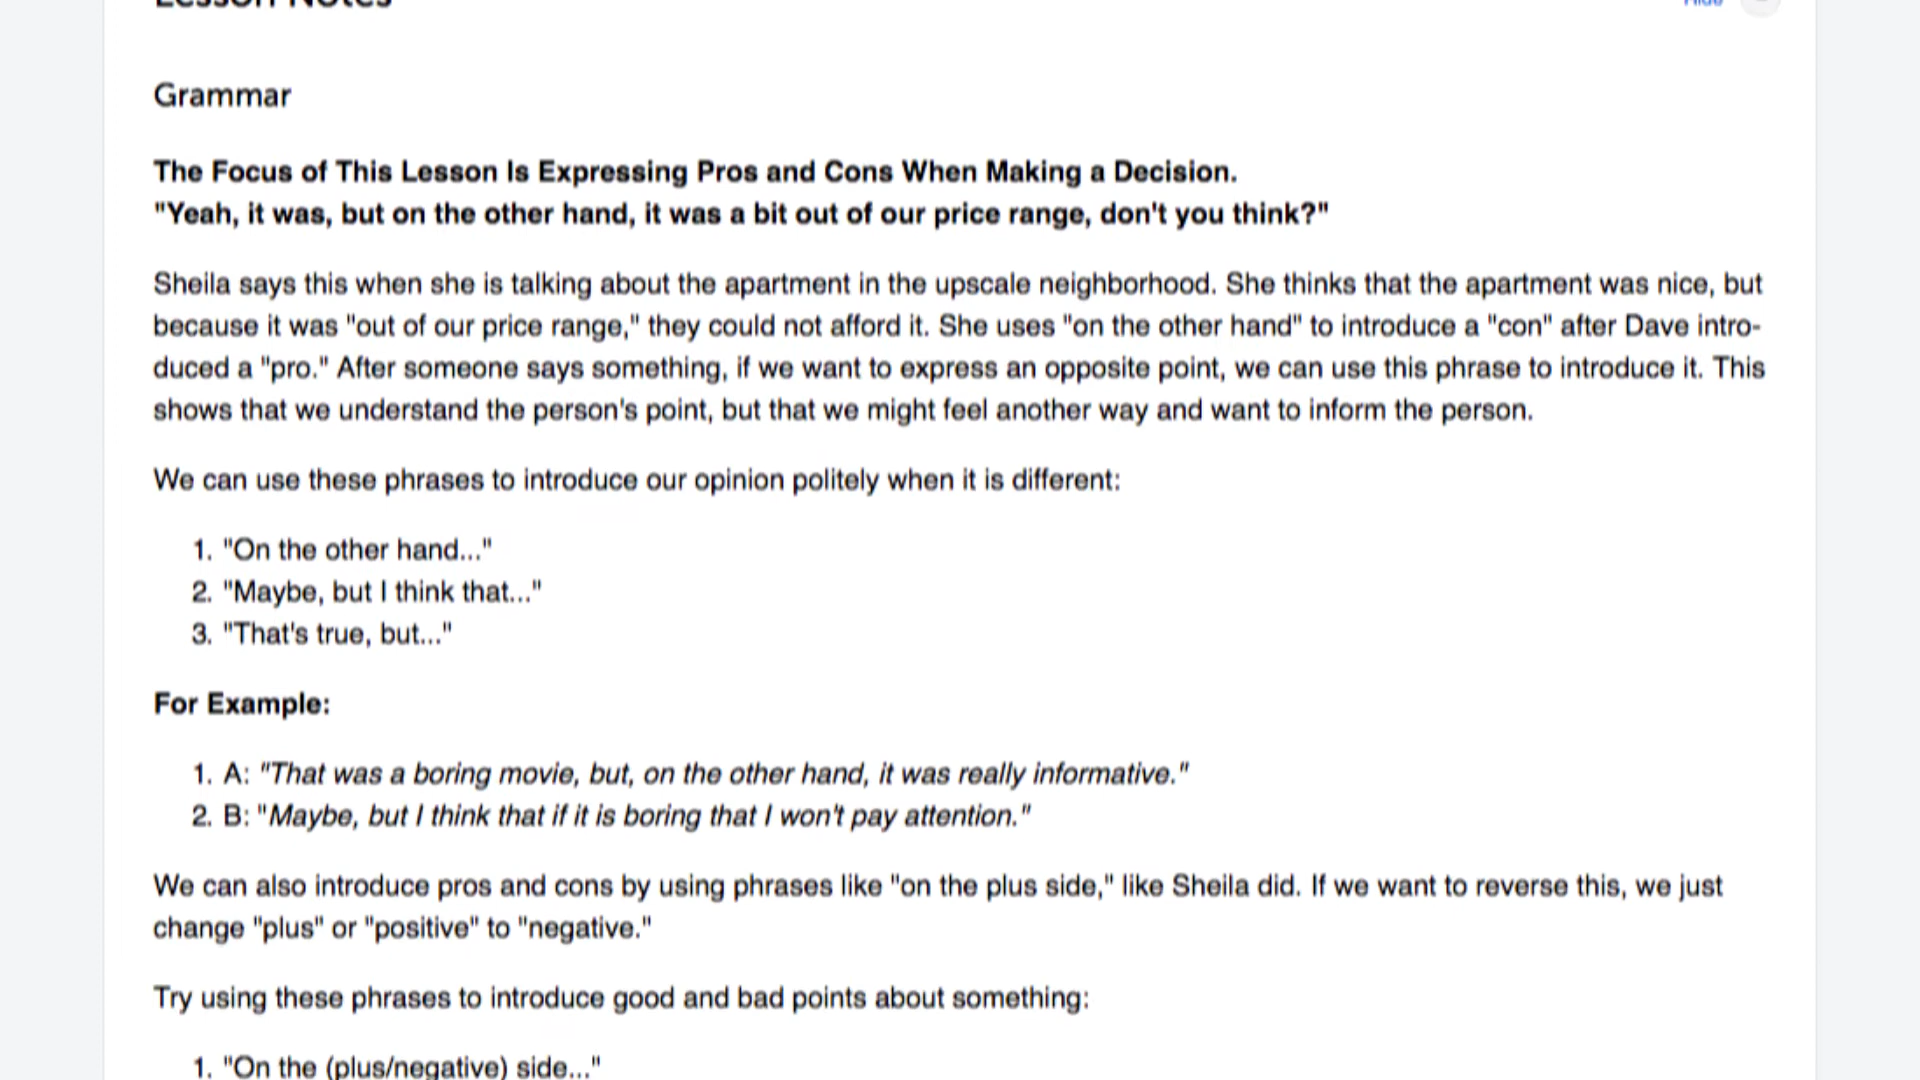 Lesson Notes
Hide
Grammar
The Focus of This Lesson Is Expressing Pros and Cons When Making a Decision.
"Yeah, it was, but on the other hand, it was a bit out of our price range, don't you think?"
Sheila says this when she is talking about the apartment in the upscale neighborhood. She thinks that the apartment was nice, but
because it was "out of our price range," they could not afford it. She uses "on the other hand" to introduce a "con" after Dave intro-
duced a "pro." After someone says something, if we want to express an opposite point, we can use this phrase to introduce it. This
shows that we understand the person's point, but that we might feel another way and want to inform the person.
We can use these phrases to introduce our opinion politely when it is different:
1. "On the other hand..."
2. "Maybe, but I think that..."
3. "That's true, but..."
For Example:
1. A: "That was a boring movie, but, on the other hand, it was really informative."
2. B: "Maybe, but I think that if it is boring that I won't pay attention."
We can also introduce pros and cons by using phrases like "on the plus side," like Sheila did. If we want to reverse this, we just
change "plus" or "positive" to "negative."
Try using these phrases to introduce good and bad points about something:
1. "On the (plus/negative) side..."